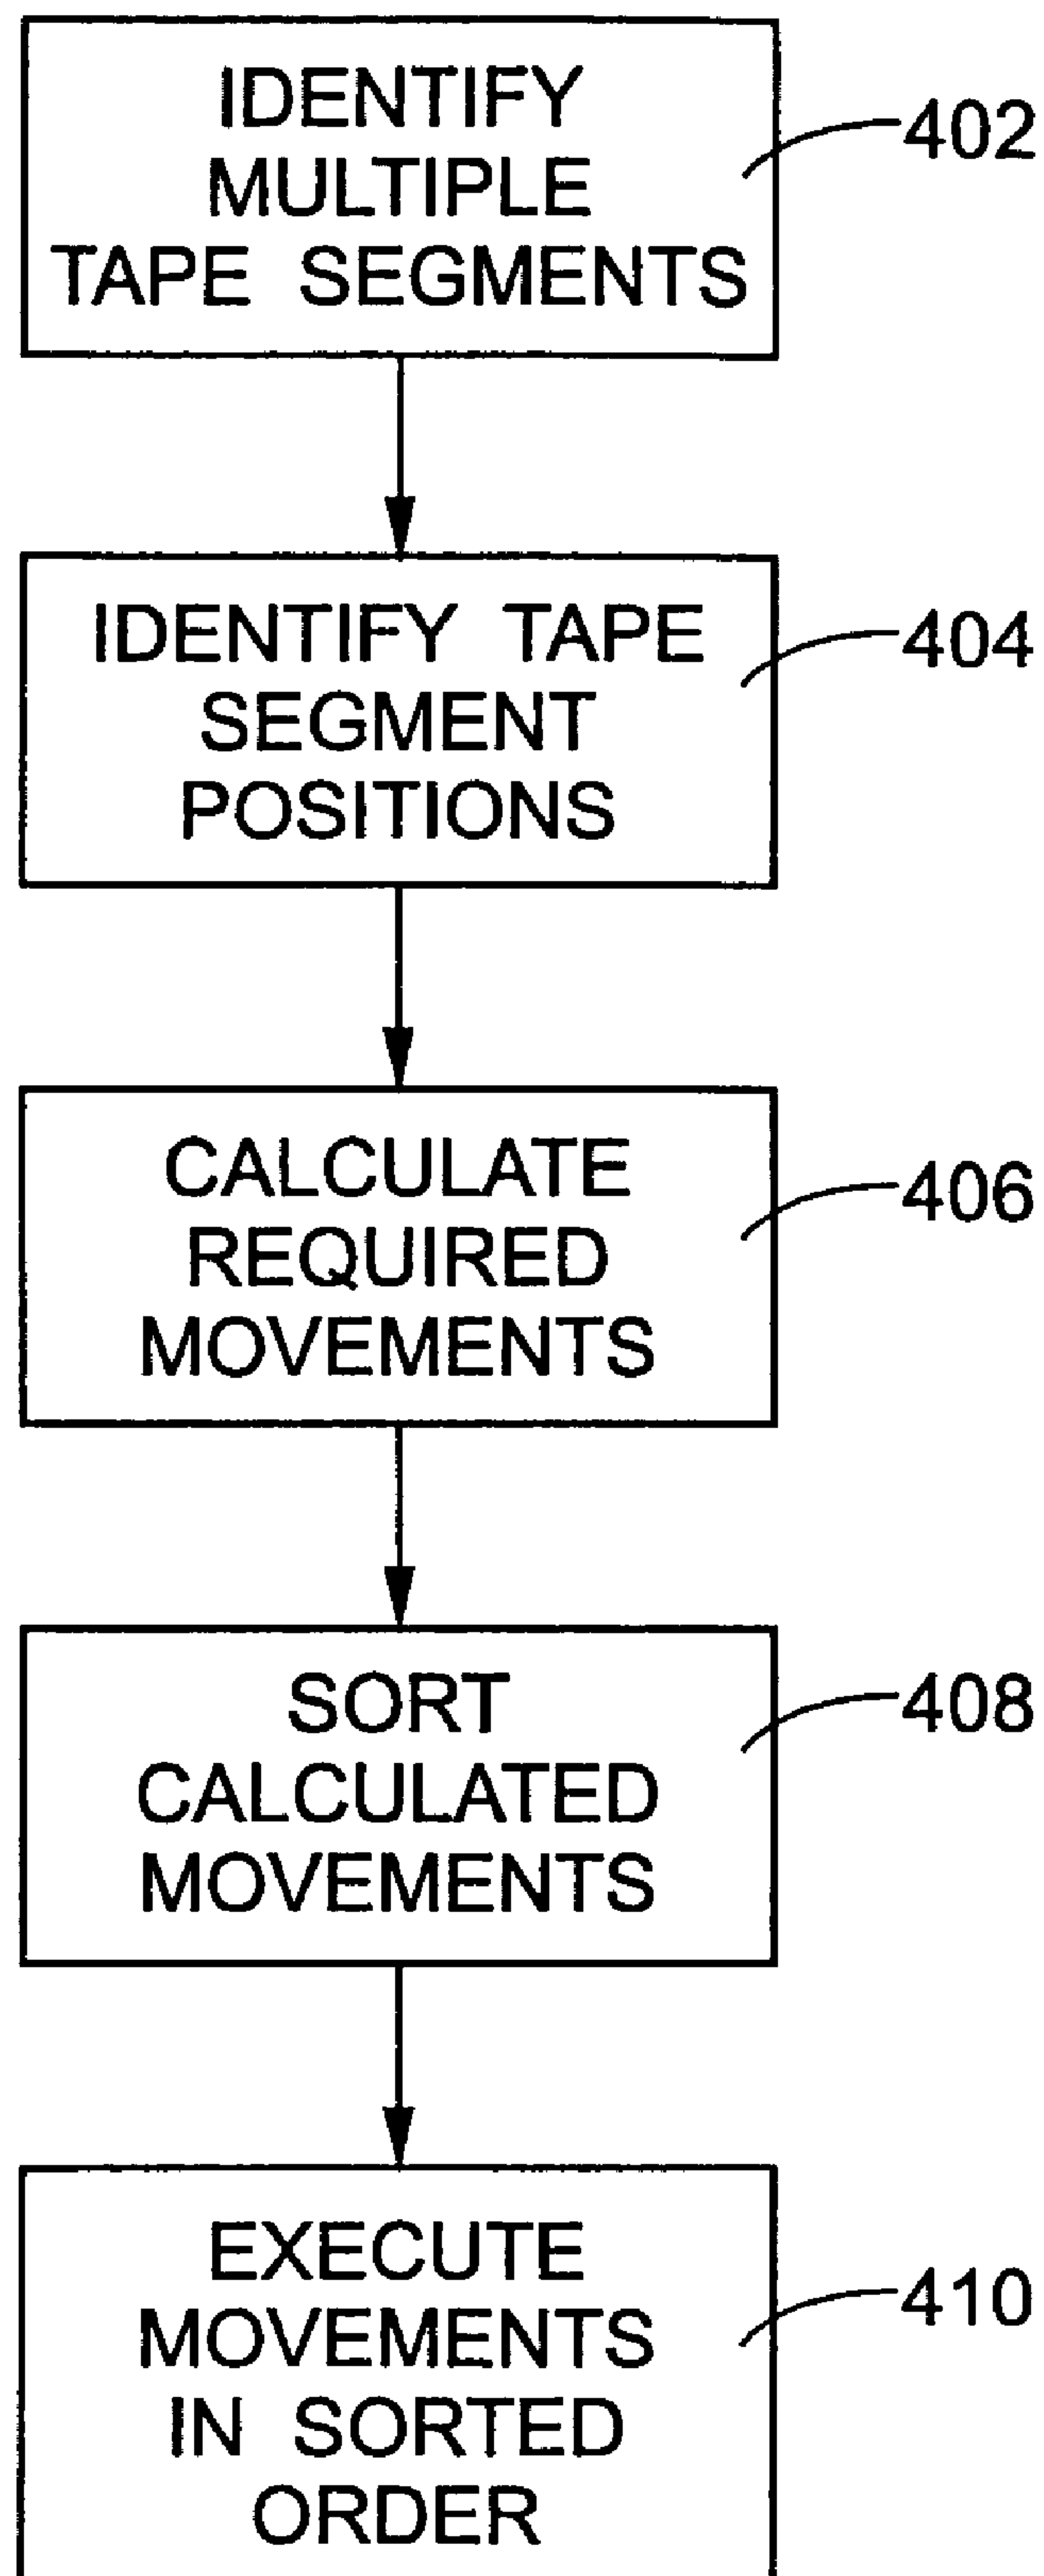 IDENTIFY
MULTIPLE
TAPE SEGMENTS
402
IDENTIFY TAPE
SEGMENT
POSITIONS
404
CALCULATE
REQUIRED
MOVEMENTS
406
SORT
CALCULATED
MOVEMENTS
408
EXECUTE
MOVEMENTS
IN SORTED
ORDER
410